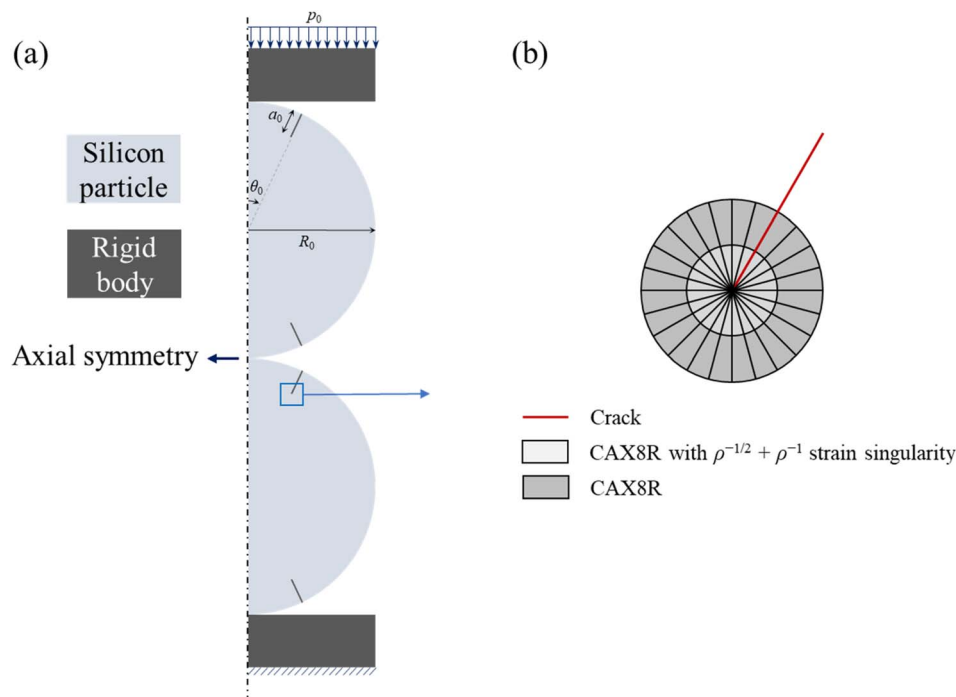 p₀
(a)
(b)
a₀
Silicon
particle
θ₀
R₀
Rigid
body
Axial symmetry
Crack
CAX8R with ρ⁻¹/² + ρ⁻¹ strain singularity
CAX8R